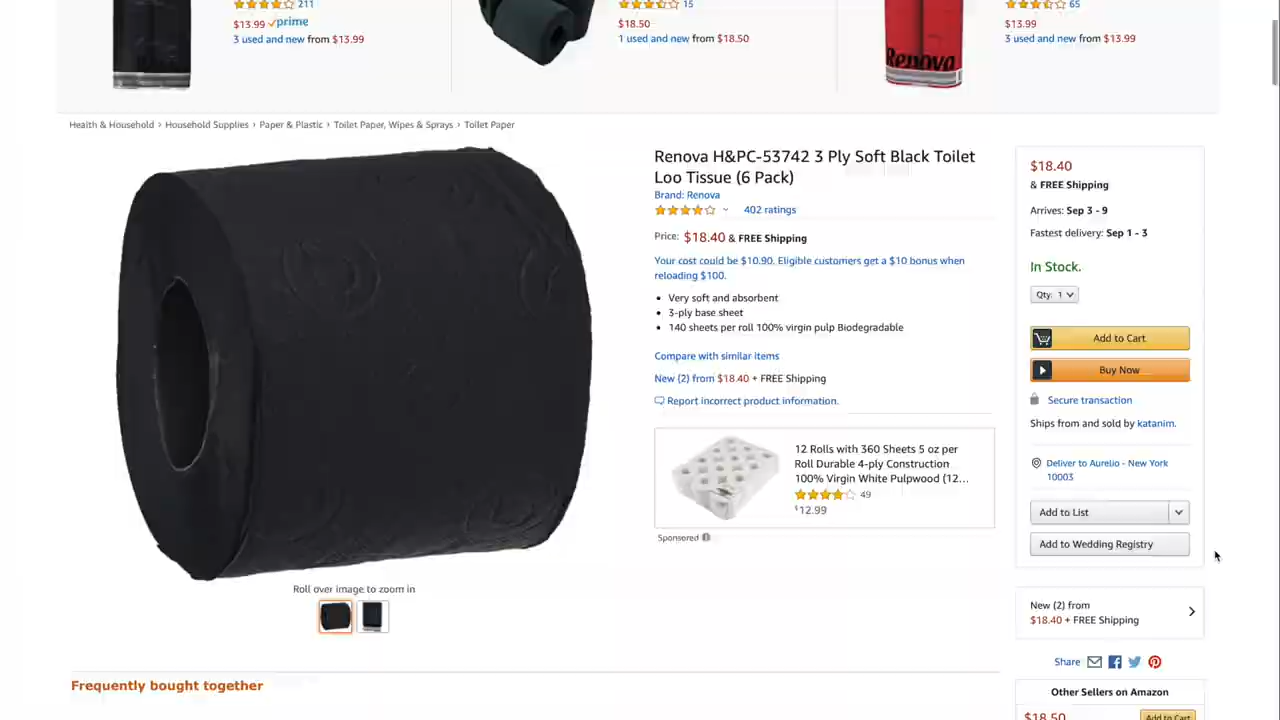 211
$13.99 prime
3 used and new from $13.99
15
$18.50
1 used and new from $18.50
65
$13.99
3 used and new from $13.99
Renova
Health & Household › Household Supplies › Paper & Plastic › Toilet Paper, Wipes & Sprays › Toilet Paper
Renova H&PC-53742 3 Ply Soft Black Toilet
Loo Tissue (6 Pack)
Brand: Renova
402 ratings
Price: $18.40 & FREE Shipping
Your cost could be $10.90. Eligible customers get a $10 bonus when
reloading $100.
• Very soft and absorbent
• 3-ply base sheet
• 140 sheets per roll 100% virgin pulp Biodegradable
Compare with similar items
New (2) from $18.40 + FREE Shipping
Report incorrect product information.
12 Rolls with 360 Sheets 5 oz per
Roll Durable 4-ply Construction
100% Virgin White Pulpwood (12...
49
$12.99
Sponsored
Roll over image to zoom in
$18.40
& FREE Shipping
Arrives: Sep 3 - 9
Fastest delivery: Sep 1 - 3
In Stock.
Qty: 1
Add to Cart
Buy Now
Secure transaction
Ships from and sold by katanim.
Deliver to Aurelio - New York
10003
Add to List
Add to Wedding Registry
New (2) from
$18.40 + FREE Shipping
Share
Other Sellers on Amazon
$18.50
Add to Cart
Frequently bought together